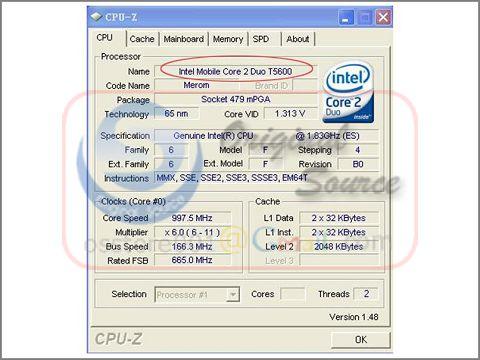 CPU-Z
CPU Cache Mainboard Memory SPD About
Processor
Name Intel Mobile Core 2 Duo T5600
Code Name Merom Brand ID
Package Socket 479 mPGA
Technology 65 nm Core VID 1.313 V
intel
Core 2
Duo inside
Specification Genuine Intel(R) CPU @ 1.83GHz (ES)
Family 6 Model F Stepping 4
Ext. Family 6 Ext. Model F Revision B0
Instructions MMX, SSE, SSE2, SSE3, SSSE3, EM64T
Original
Source
Clocks (Core #0)
Core Speed 997.5 MHz
Multiplier x 6.0 (6 - 11)
Bus Speed 166.3 MHz
Rated FSB 665.0 MHz
Cache
L1 Data 2 x 32 KBytes
L1 Inst. 2 x 32 KBytes
Level 2 2048 KBytes
Level 3
Selection Processor #1 Cores Threads 2
Version 1.48
CPU-Z OK